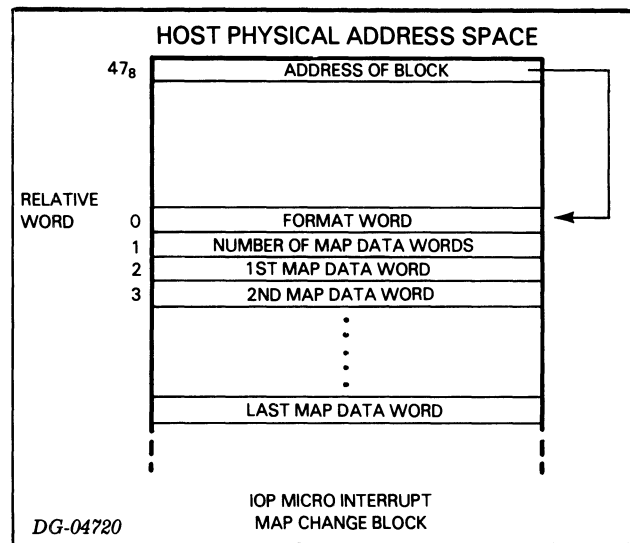 HOST PHYSICAL ADDRESS SPACE
47₈ ADDRESS OF BLOCK
RELATIVE
WORD 0 FORMAT WORD
1 NUMBER OF MAP DATA WORDS
2 1ST MAP DATA WORD
3 2ND MAP DATA WORD
LAST MAP DATA WORD
IOP MICRO INTERRUPT
MAP CHANGE BLOCK
DG-04720